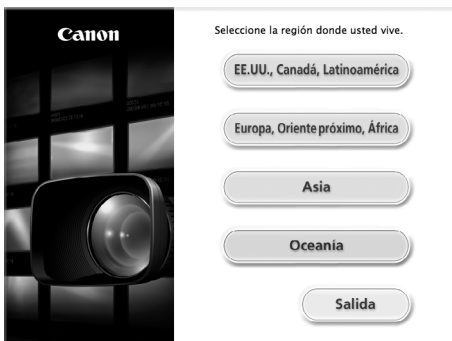 Canon
Seleccione la región donde usted vive.
EE.UU., Canadá, Latinoamérica
Europa, Oriente próximo, África
Asia
Oceanía
Salida